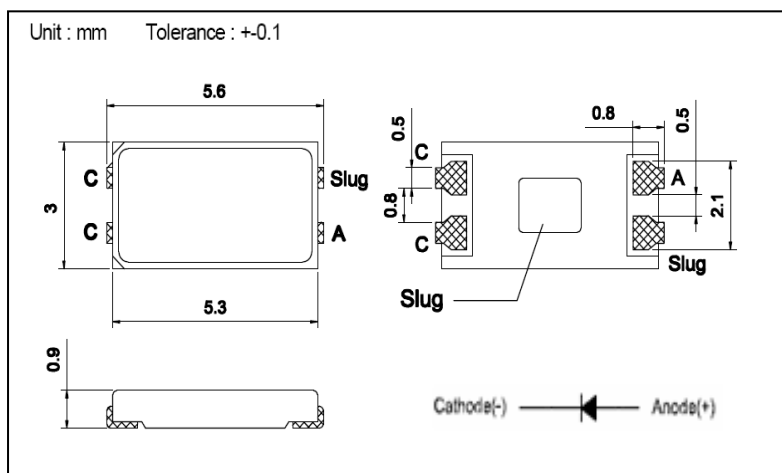 Unit : mm Tolerance : +-0.1
5.6
3
C
C
Slug
A
5.3
0.5
0.8
C
C
0.8
0.5
A
2.1
Slug
Slug
0.9
Cathode(-) Anode(+)